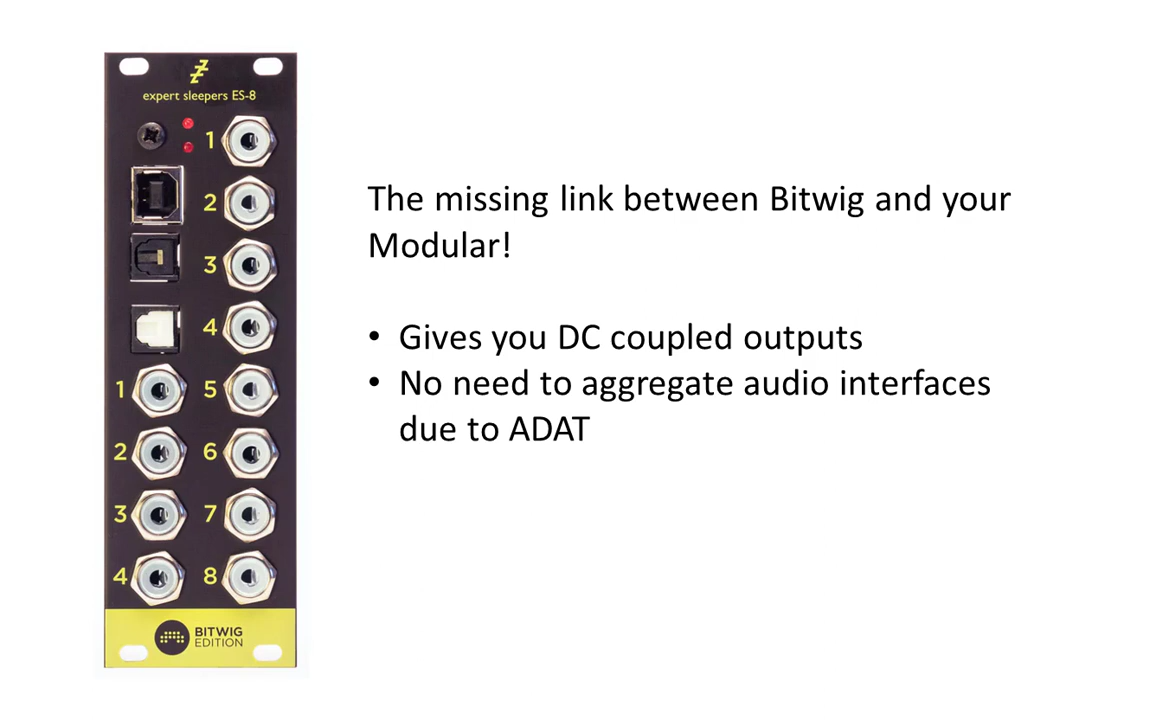 expert sleepers ES-8
1
2
3
4
1 5
2 6
3 7
4 8
BITWIG
EDITION
The missing link between Bitwig and your
Modular!
• Gives you DC coupled outputs
• No need to aggregate audio interfaces
due to ADAT